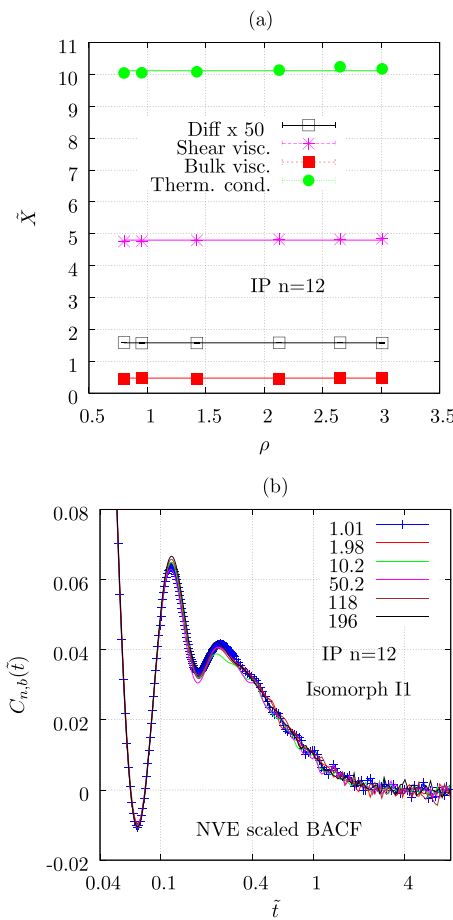 (a)
11
10
9
8
7
6
5
4
3
2
1
0
X̃
Diff x 50
Shear visc.
Bulk visc.
Therm. cond.
IP n=12
0.5 1 1.5 2 2.5 3 3.5
ρ
(b)
0.08
0.06
0.04
0.02
0
-0.02
C_{n,b}(t̃)
1.01
1.98
10.2
50.2
118
196
IP n=12
Isomorph I1
NVE scaled BACF
0.04 0.1 0.4 1 4
t̃